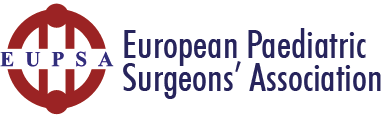 EUPSA
European Paediatric
Surgeons' Association